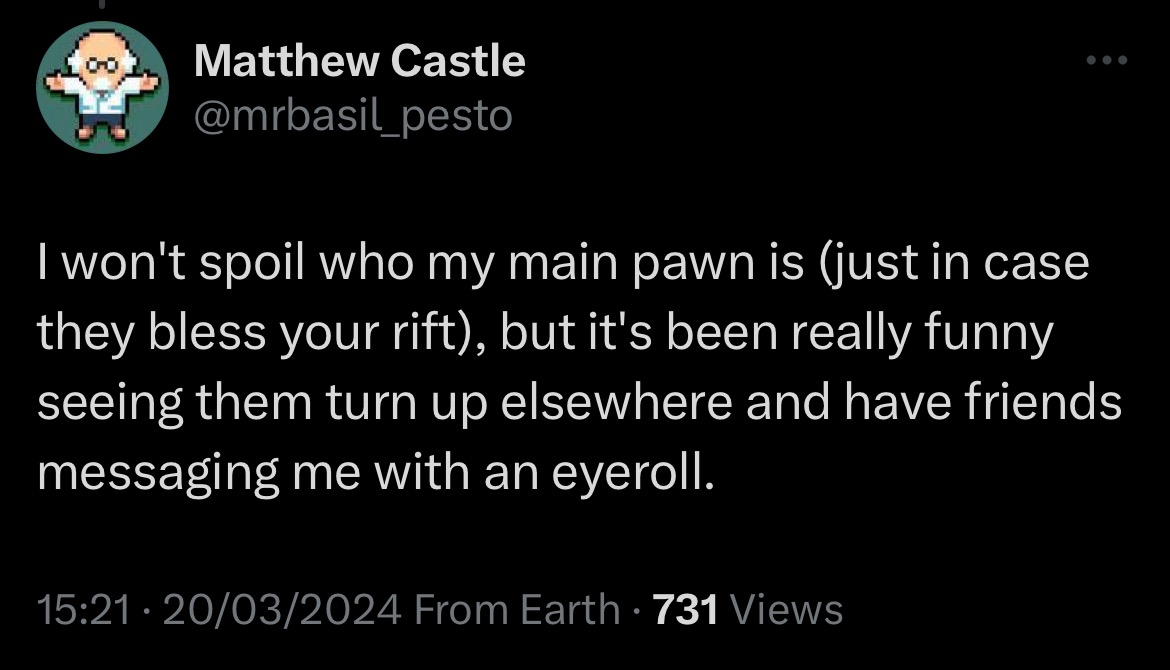 Matthew Castle
@mrbasil_pesto
I won't spoil who my main pawn is (just in case
they bless your rift), but it's been really funny
seeing them turn up elsewhere and have friends
messaging me with an eyeroll.
15:21 · 20/03/2024 From Earth · 731 Views